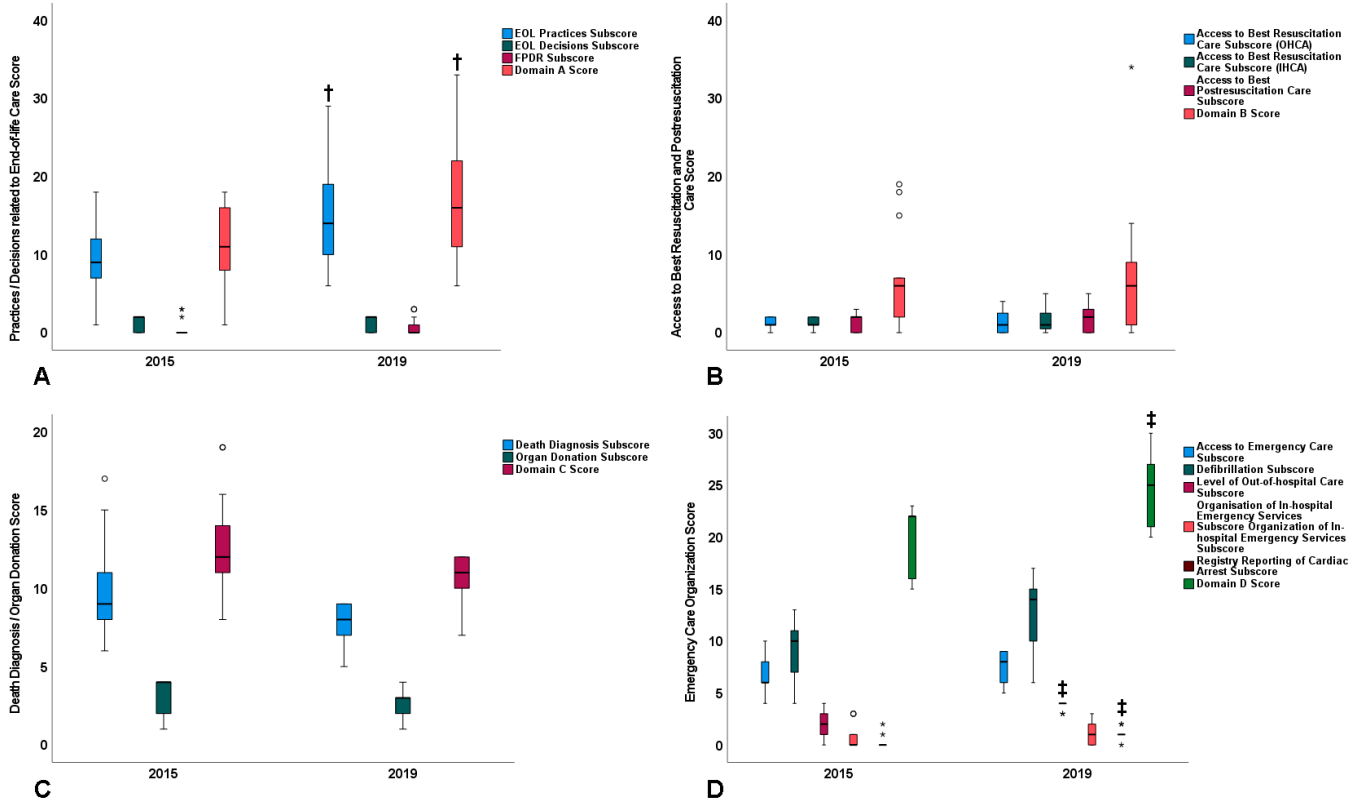 Practices / Decisions related to End-of-life Care Score
40
30
20
10
0
†
†
*
*
2015
2019
EOL Practices Subscore
EOL Decisions Subscore
FPDR Subscore
Domain A Score
A
Access to Best Resuscitation and Postresuscitation
Care Score
40
30
20
10
0
*
2015
2019
Access to Best Resuscitation
Care Subscore (OHCA)
Access to Best Resuscitation
Care Subscore (IHCA)
Access to Best
Postresuscitation Care
Subscore
Domain B Score
B
Death Diagnosis / Organ Donation Score
20
15
10
5
0
2015
2019
Death Diagnosis Subscore
Organ Donation Subscore
Domain C Score
C
Emergency Care Organization Score
30
25
20
15
10
5
0
*
*
‡
*
‡
*
*
‡
2015
2019
Access to Emergency Care
Subscore
Defibrillation Subscore
Level of Out-of-hospital Care
Subscore
Organisation of In-hospital
Emergency Services
Subscore Organization of In-
hospital Emergency Services
Subscore
Registry Reporting of Cardiac
Arrest Subscore
Domain D Score
D